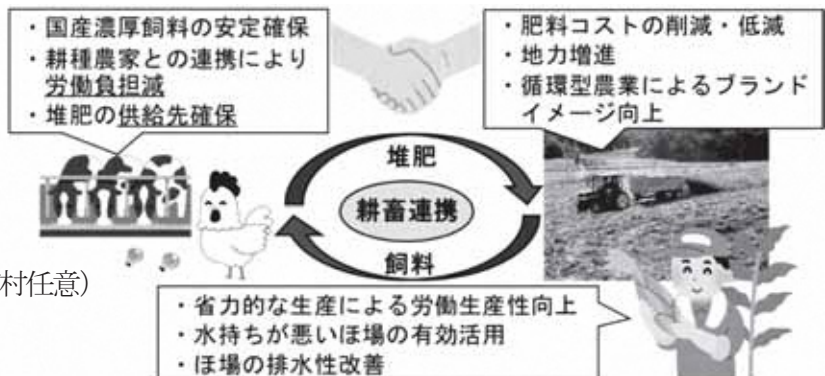 ・国産濃厚飼料の安定確保
・耕種農家との連携により
労働負担減
・堆肥の供給先確保
・肥料コストの削減・低減
・地力増進
・循環型農業によるブランド
イメージ向上
堆肥
耕畜連携
飼料
村任意）
・省力的な生産による労働生産性向上
・水持ちが悪いほ場の有効活用
・ほ場の排水性改善